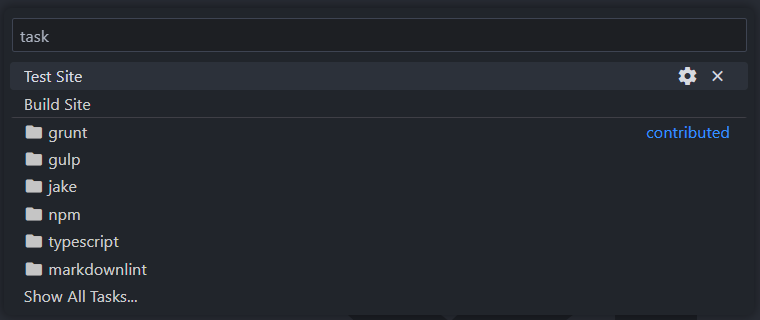 task
Test Site
Build Site
grunt contributed
gulp
jake
npm
typescript
markdownlint
Show All Tasks...